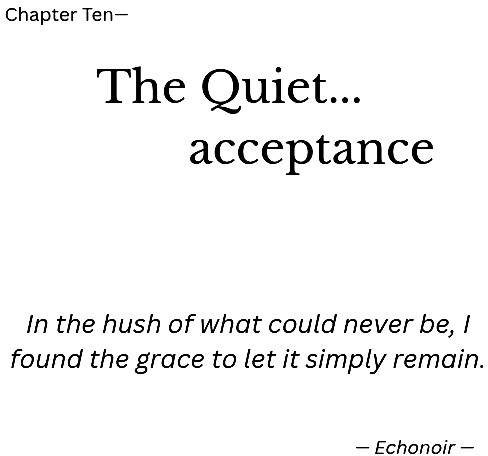 Chapter Ten—
The Quiet...
acceptance
In the hush of what could never be, I
found the grace to let it simply remain.
— Echonoir —